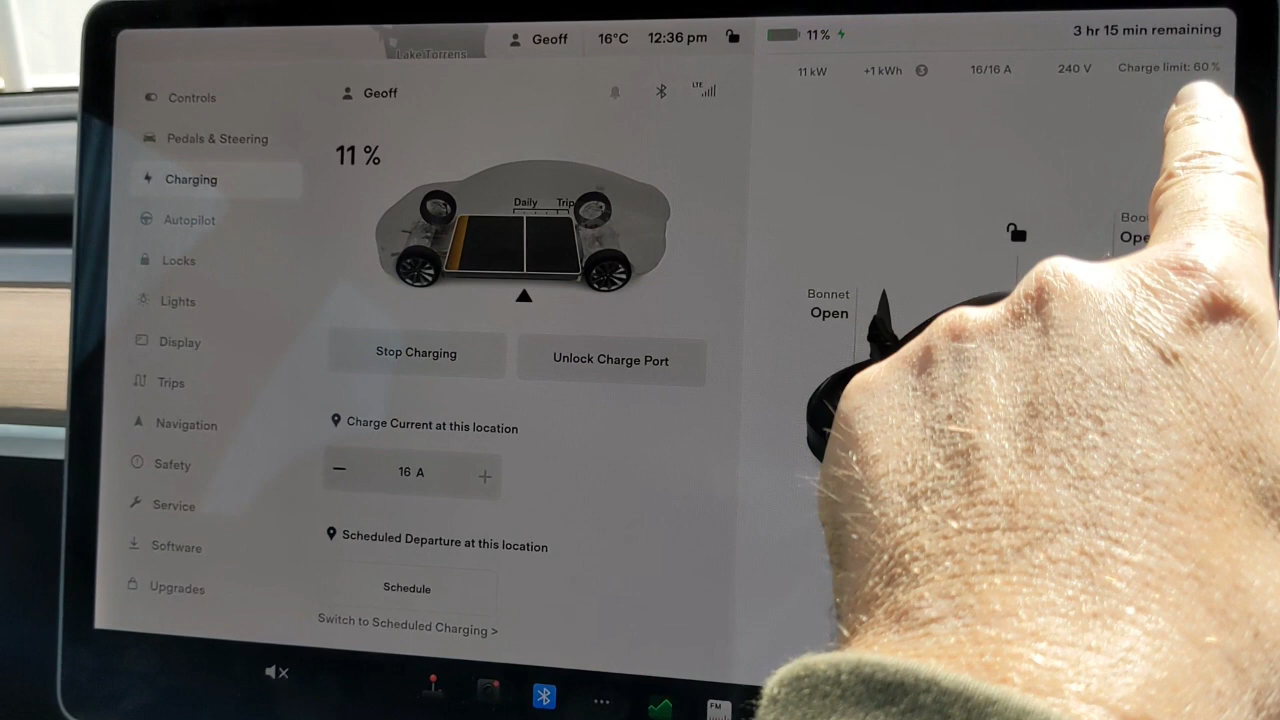 Lake Torrens
Geoff 16°C 12:36 pm
11 % 3 hr 15 min remaining
11 kW +1 kWh 3 16/16 A 240 V Charge limit: 60 %
Controls
Pedals & Steering
Charging
Autopilot
Locks
Lights
Display
Trips
Navigation
Safety
Service
Software
Upgrades
Geoff LTE
11 %
Daily Trip
Stop Charging Unlock Charge Port
Charge Current at this location
− 16 A +
Scheduled Departure at this location
Schedule
Switch to Scheduled Charging >
Bonnet
Open
FM